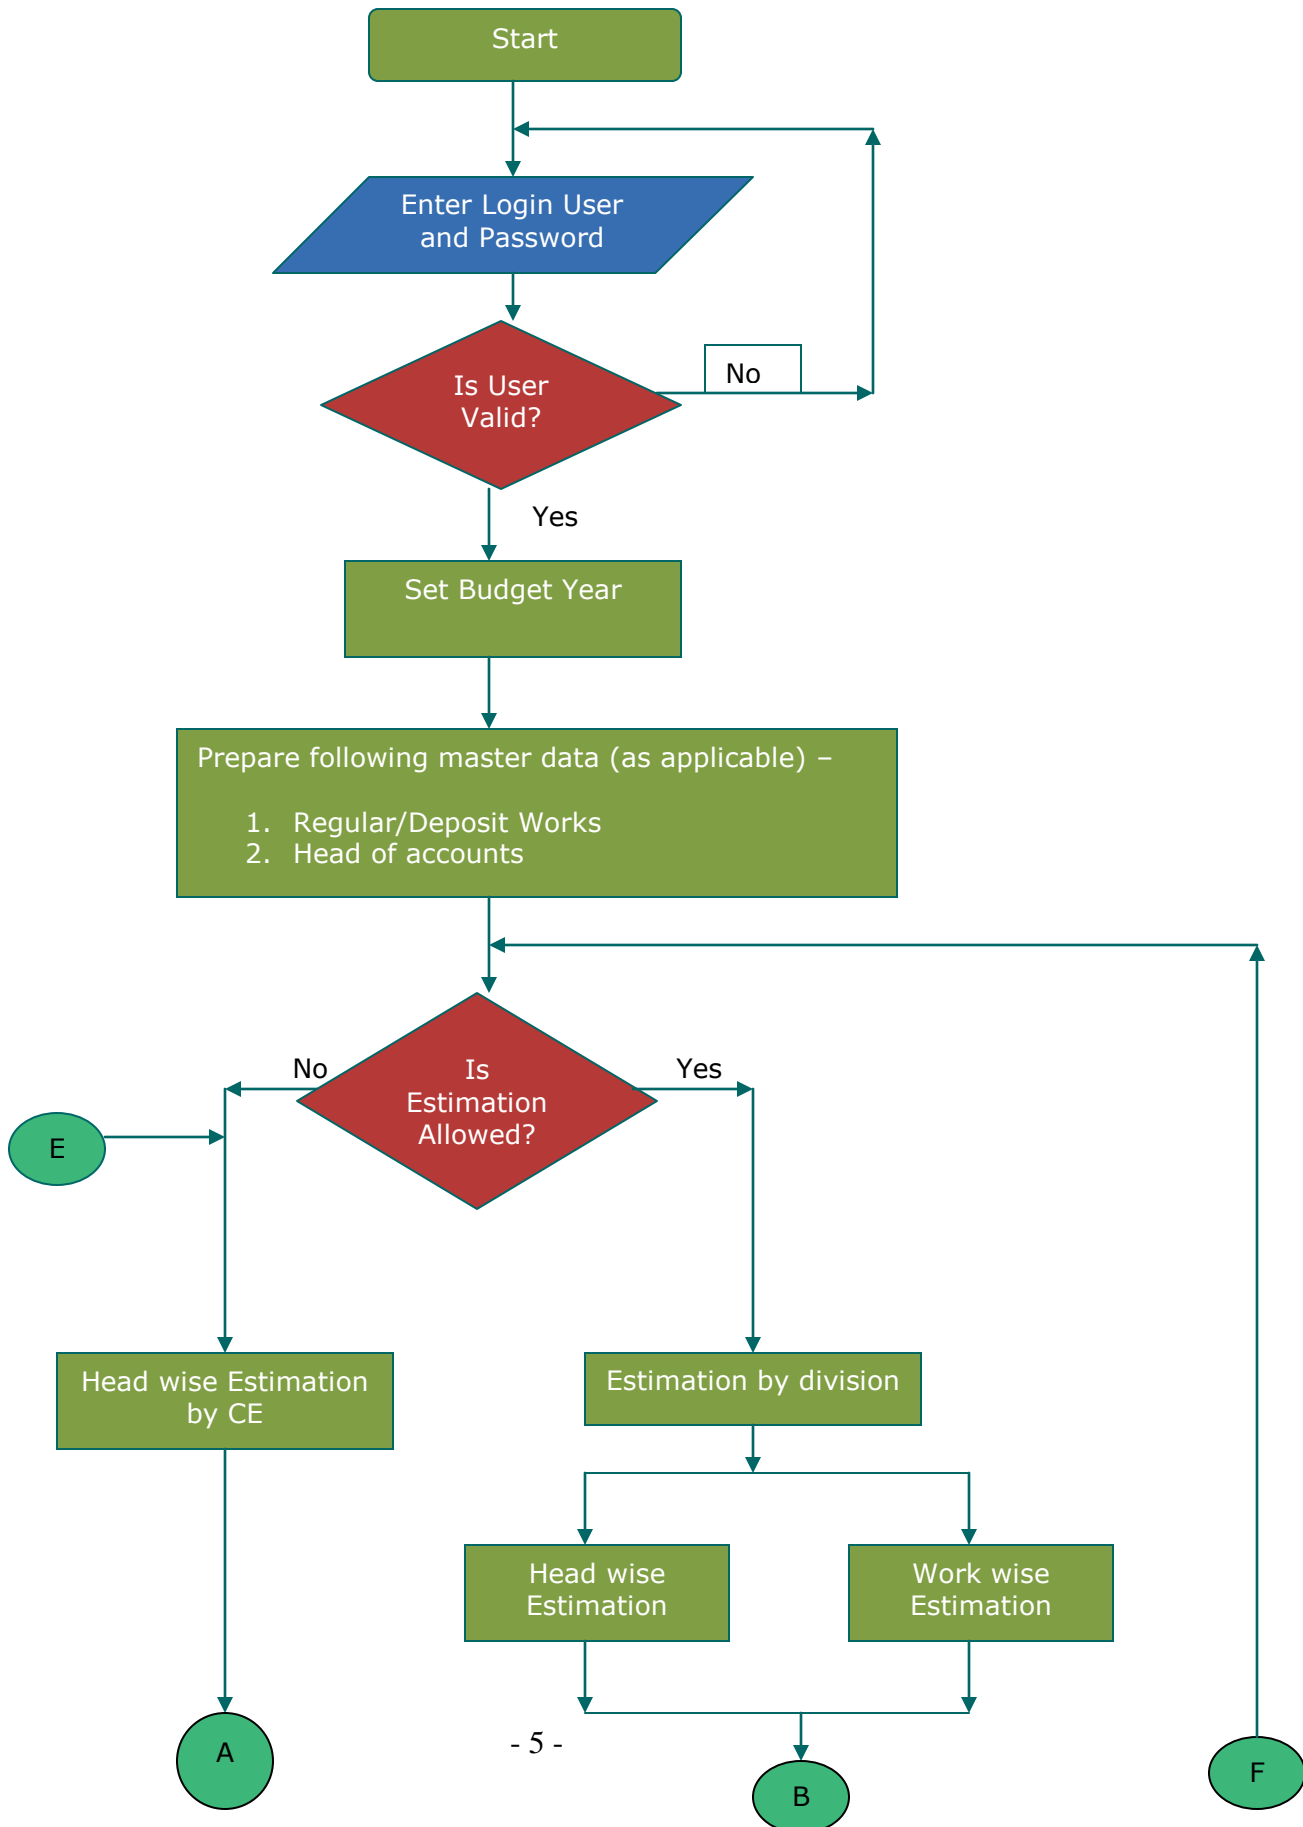 Start
Enter Login User
and Password
Is User
Valid?
No
Yes
Set Budget Year
Prepare following master data (as applicable) –
1. Regular/Deposit Works
2. Head of accounts
No
Is
Estimation
Allowed?
Yes
E
Head wise Estimation
by CE
Estimation by division
Head wise
Estimation
Work wise
Estimation
A
- 5 -
B
F